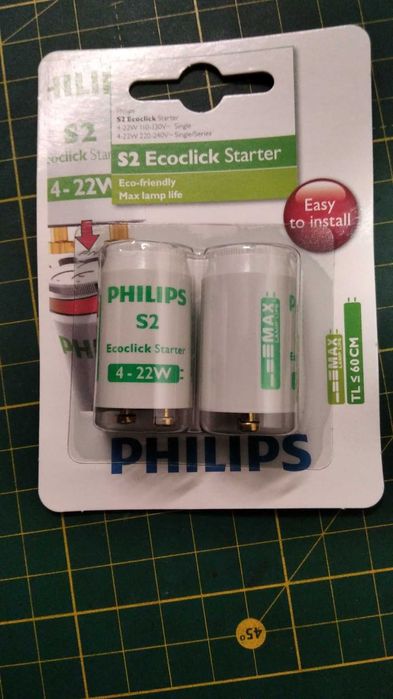 PHILIPS
S2
4 - 22W
Philips
S2 Ecoclick Starter
4-22W 110-130V~ Single
4-22W 220-240V~ Single/Series
S2 Ecoclick Starter
Eco-friendly
Max lamp life
Easy
to install
PHILIPS
S2
Ecoclick Starter
4 - 22W
MAX
MAX
TL ≤ 60CM
PHILIPS
45°